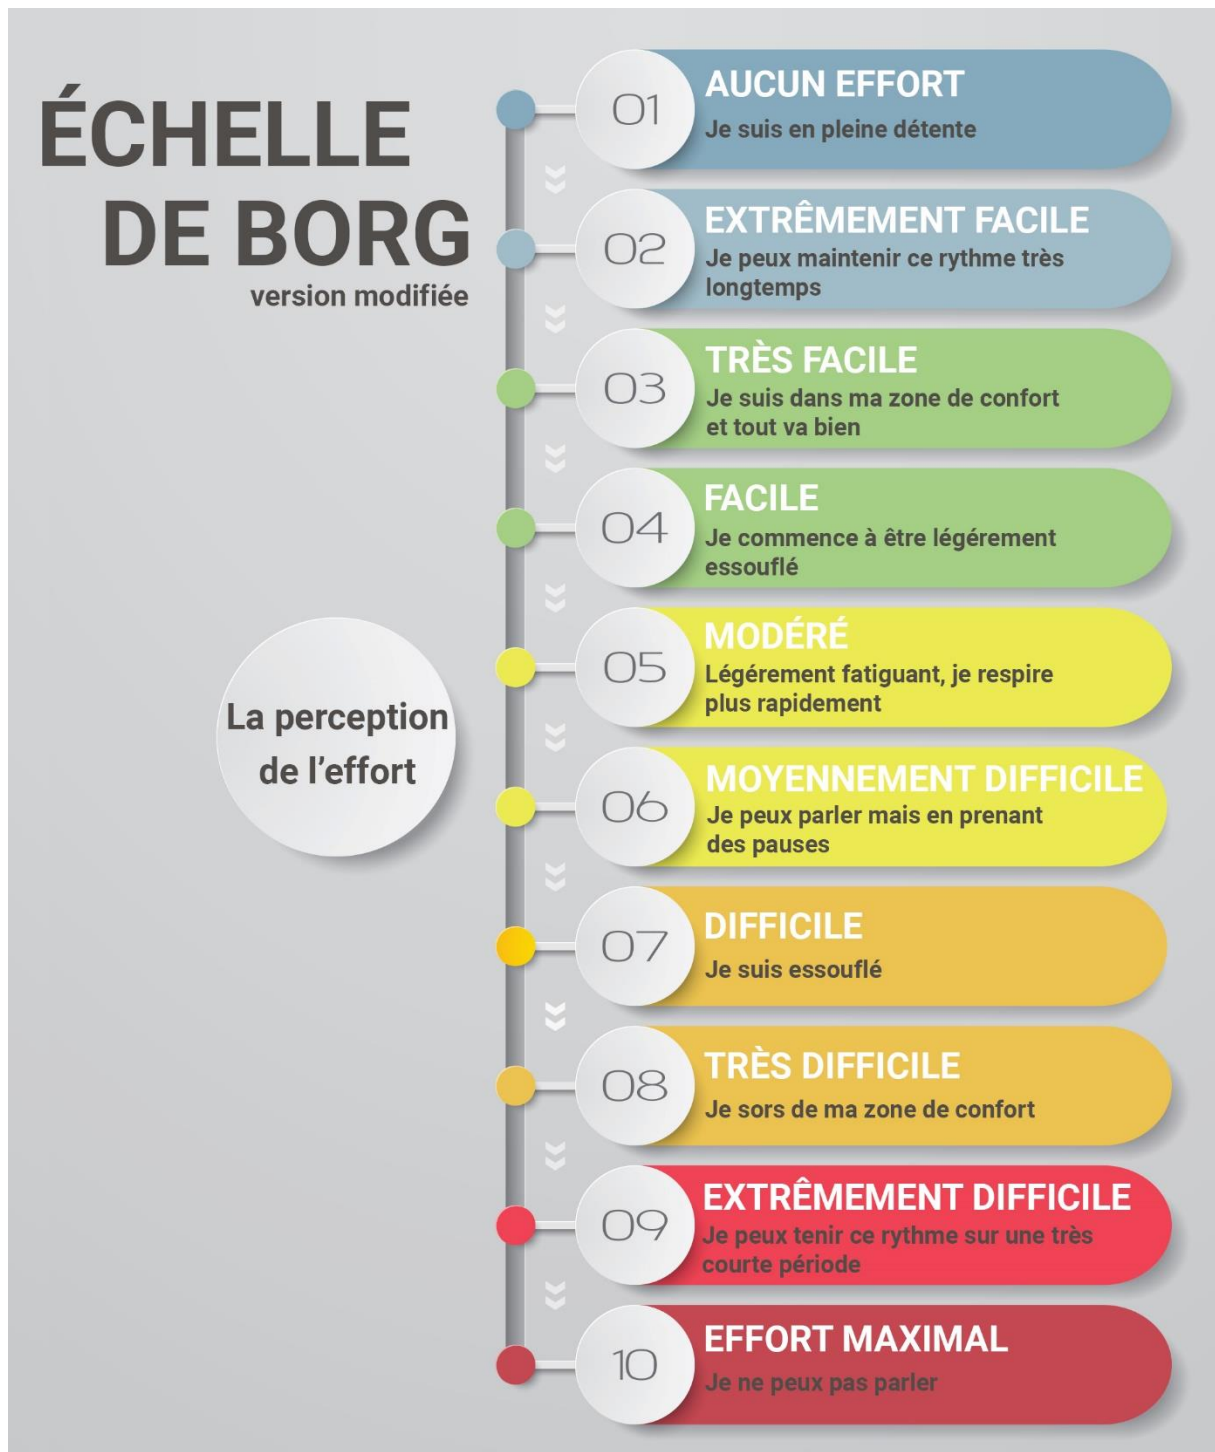 ÉCHELLE
DE BORG
version modifiée
La perception
de l'effort
01
AUCUN EFFORT
Je suis en pleine détente
02
EXTRÊMEMENT FACILE
Je peux maintenir ce rythme très
longtemps
03
TRÈS FACILE
Je suis dans ma zone de confort
et tout va bien
04
FACILE
Je commence à être légérement
essouflé
05
MODÉRÉ
Légérement fatiguant, je respire
plus rapidement
06
MOYENNEMENT DIFFICILE
Je peux parler mais en prenant
des pauses
07
DIFFICILE
Je suis essouflé
08
TRÈS DIFFICILE
Je sors de ma zone de confort
09
EXTRÊMEMENT DIFFICILE
Je peux tenir ce rythme sur une très
courte période
10
EFFORT MAXIMAL
Je ne peux pas parler